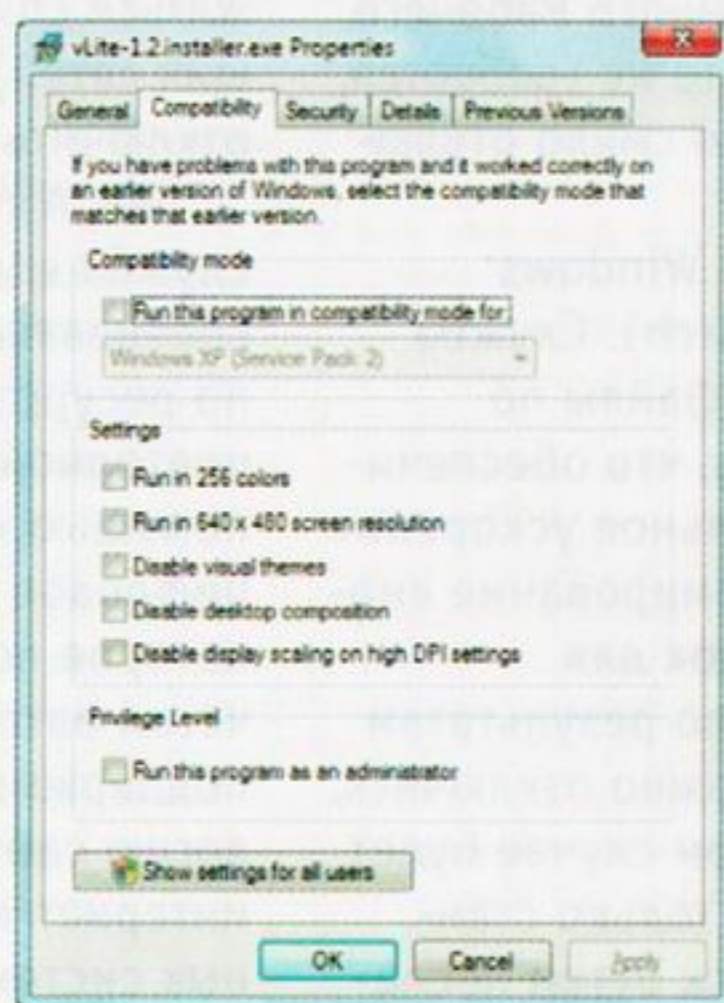 vLite-1.2.installer.exe Properties
General Compatibility Security Details Previous Versions
If you have problems with this program and it worked correctly on
an earlier version of Windows, select the compatibility mode that
matches that earlier version.
Compatibility mode
Run this program in compatibility mode for:
Windows XP (Service Pack 2)
Settings
Run in 256 colors
Run in 640 x 480 screen resolution
Disable visual themes
Disable desktop composition
Disable display scaling on high DPI settings
Privilege Level
Run this program as an administrator
Show settings for all users
OK Cancel Apply